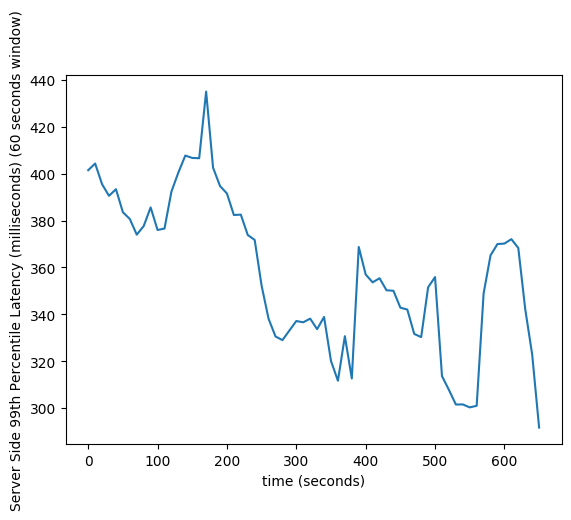 Server Side 99th Percentile Latency (milliseconds) (60 seconds window)
440
420
400
380
360
340
320
300
0 100 200 300 400 500 600
time (seconds)